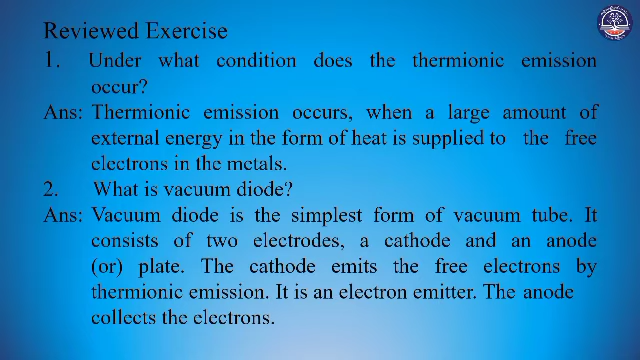 Reviewed Exercise
1. Under what condition does the thermionic emission
occur?
Ans: Thermionic emission occurs, when a large amount of
external energy in the form of heat is supplied to the free
electrons in the metals.
2. What is vacuum diode?
Ans: Vacuum diode is the simplest form of vacuum tube. It
consists of two electrodes, a cathode and an anode
(or) plate. The cathode emits the free electrons by
thermionic emission. It is an electron emitter. The anode
collects the electrons.